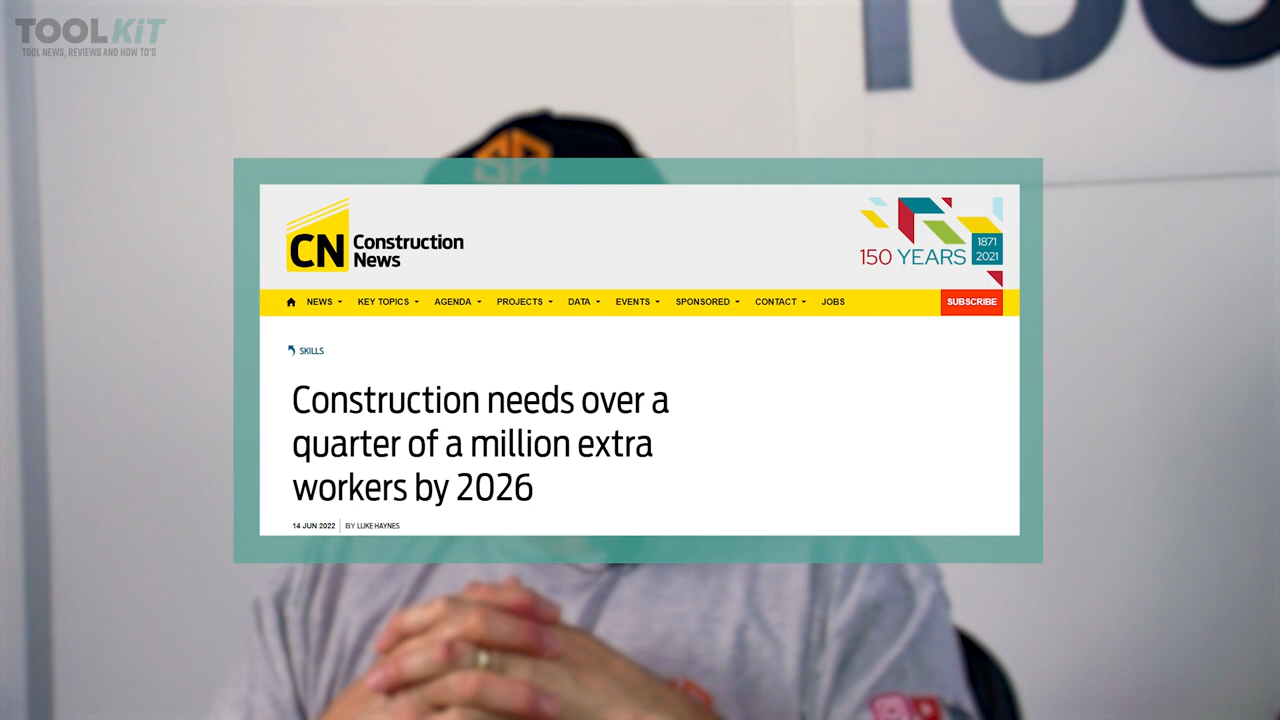 TOOLKiT
TOOL NEWS, REVIEWS AND HOW TO'S
CN Construction
News
150 YEARS
1871
2021
NEWS KEY TOPICS AGENDA PROJECTS DATA EVENTS SPONSORED CONTACT JOBS SUBSCRIBE
SKILLS
Construction needs over a
quarter of a million extra
workers by 2026
14 JUN 2022 BY LUKE HAYNES